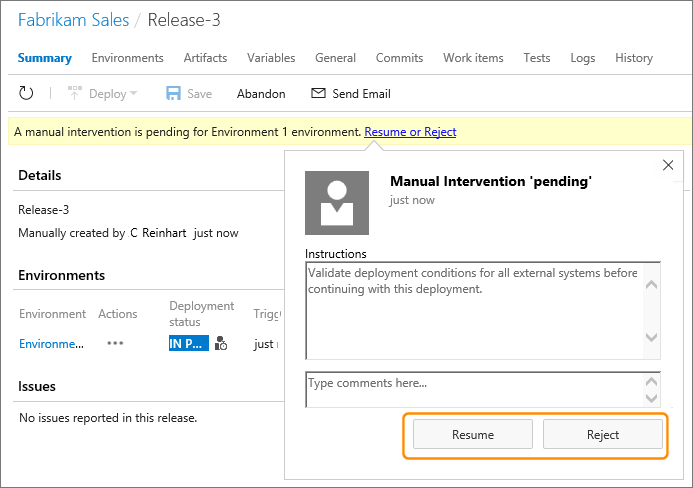 Fabrikam Sales / Release-3
Summary Environments Artifacts Variables General Commits Work items Tests Logs History
Deploy Save Abandon Send Email
A manual intervention is pending for Environment 1 environment. Resume or Reject
Details
Release-3
Manually created by C Reinhart just now
Environments
Environment Actions Deployment status Trigg
Environme... ••• IN P... just
Issues
No issues reported in this release.
Manual Intervention 'pending'
just now
Instructions
Validate deployment conditions for all external systems before
continuing with this deployment.
Type comments here...
Resume Reject